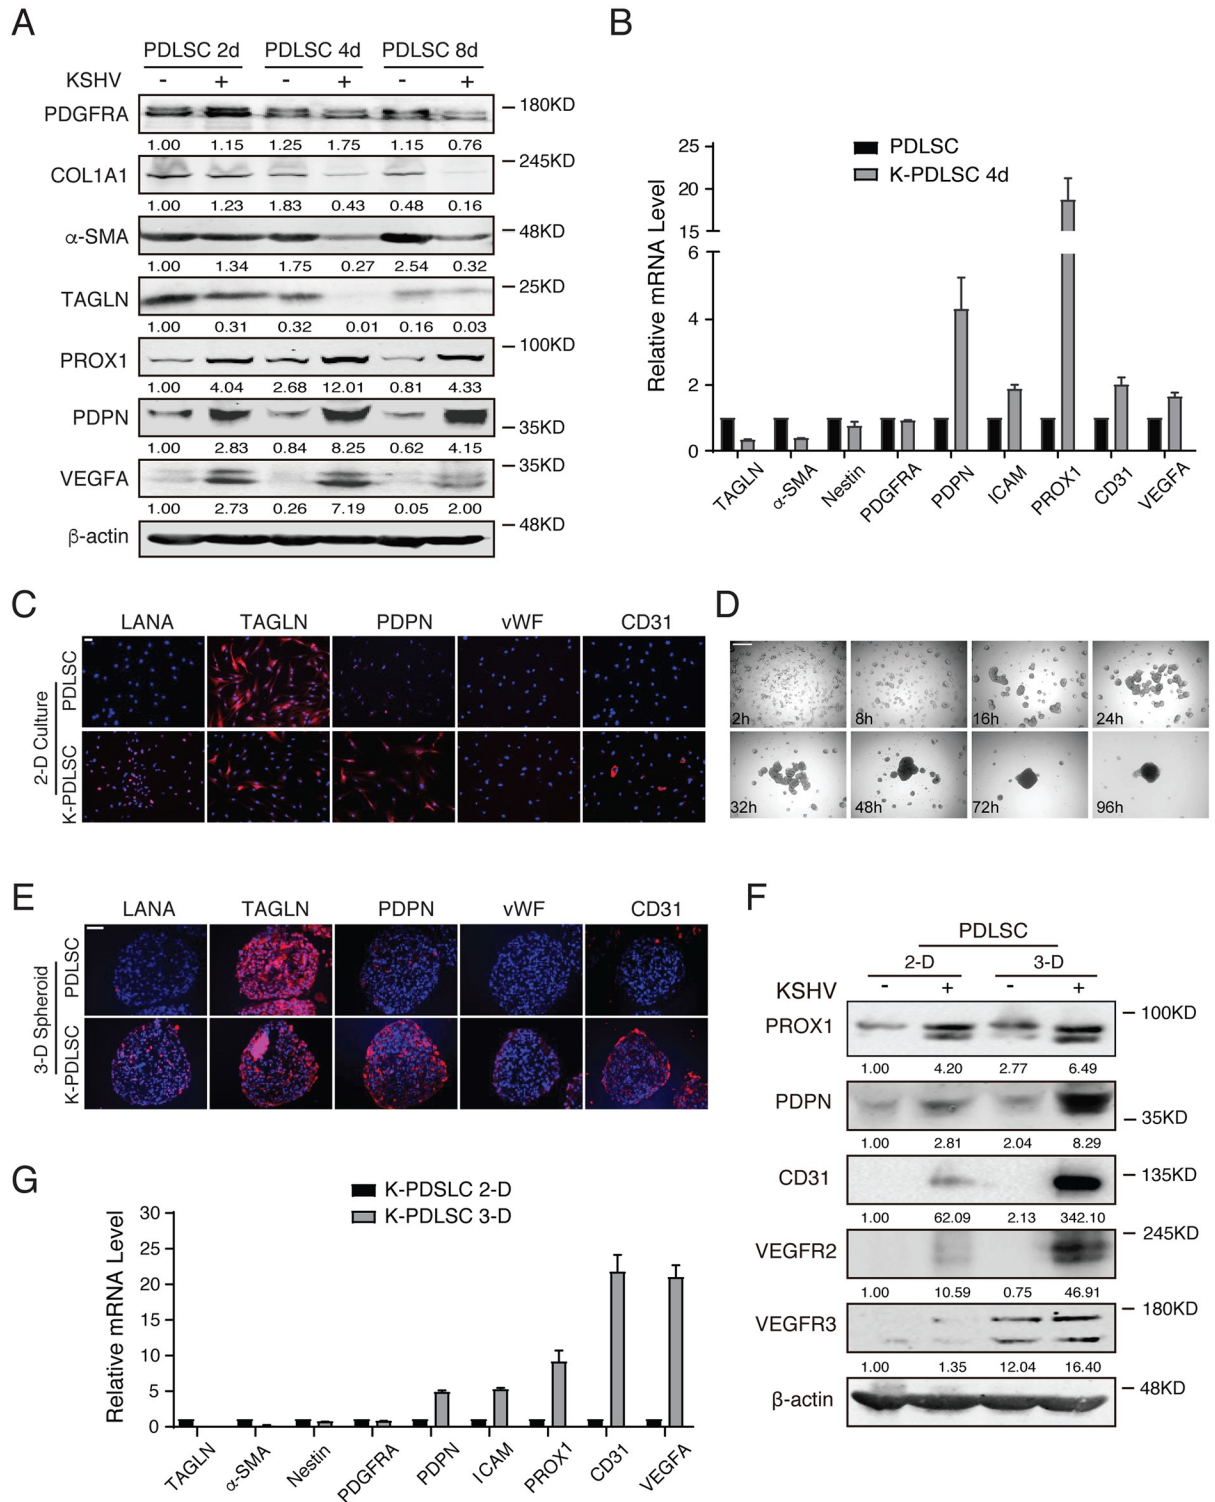 A
PDLSC 2d PDLSC 4d PDLSC 8d
KSHV - + - + - +
PDGFRA 180KD
1.00 1.15 1.25 1.75 1.15 0.76
COL1A1 245KD
1.00 1.23 1.83 0.43 0.48 0.16
α-SMA 48KD
1.00 1.34 1.75 0.27 2.54 0.32
TAGLN 25KD
1.00 0.31 0.32 0.01 0.16 0.03
PROX1 100KD
1.00 4.04 2.68 12.01 0.81 4.33
PDPN 35KD
1.00 2.83 0.84 8.25 0.62 4.15
VEGFA 35KD
1.00 2.73 0.26 7.19 0.05 2.00
β-actin 48KD
B
PDLSC
K-PDLSC 4d
Relative mRNA Level
25
20
15
6
4
2
0
TAGLN α-SMA Nestin PDGFRA PDPN ICAM PROX1 CD31 VEGFA
C
LANA TAGLN PDPN vWF CD31
2-D Culture
PDLSC
K-PDLSC
D
2h 8h 16h 24h
32h 48h 72h 96h
E
LANA TAGLN PDPN vWF CD31
3-D Spheroid
PDLSC
K-PDLSC
F
PDLSC
2-D 3-D
KSHV - + - +
PROX1 100KD
1.00 4.20 2.77 6.49
PDPN 35KD
1.00 2.81 2.04 8.29
CD31 135KD
1.00 62.09 2.13 342.10
VEGFR2 245KD
1.00 10.59 0.75 46.91
VEGFR3 180KD
1.00 1.35 12.04 16.40
β-actin 48KD
G
K-PDSLC 2-D
K-PDLSC 3-D
Relative mRNA Level
30
25
20
15
10
5
0
TAGLN α-SMA Nestin PDGFRA PDPN ICAM PROX1 CD31 VEGFA